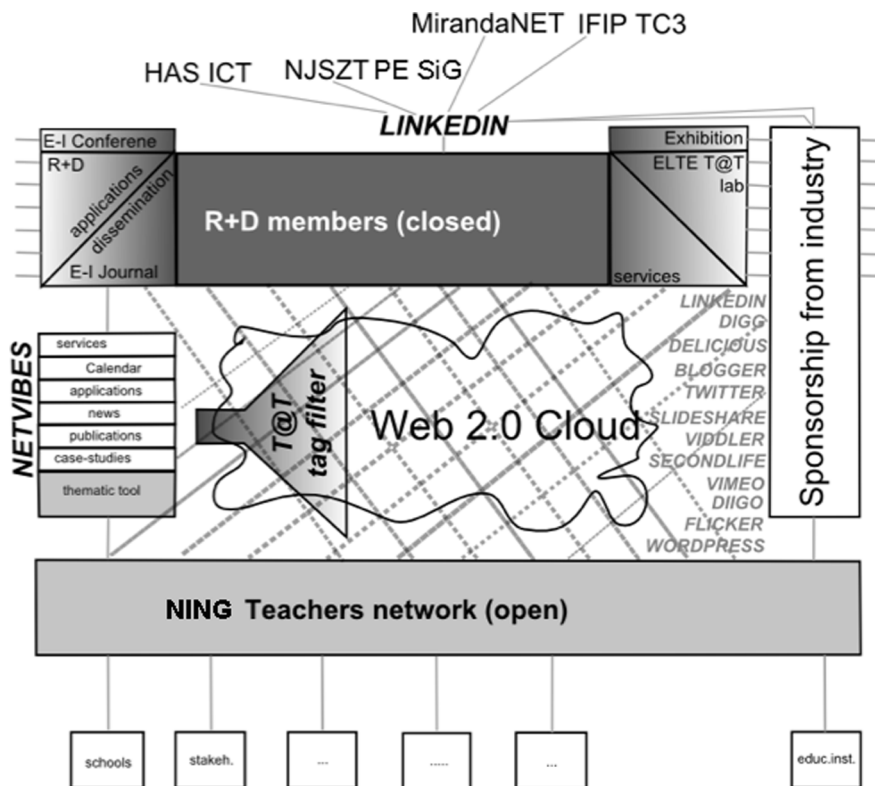 MirandaNET
IFIP TC3
HAS ICT
NJSZT PE SiG
LINKEDIN
E-I Conferene
R+D
applications
dissemination
E-I Journal
R+D members (closed)
Exhibition
ELTE T@T
lab
services
Sponsorship from industry
NETVIBES
services
Calendar
applications
news
publications
case-studies
thematic tool
T@T
tag filter
Web 2.0 Cloud
LINKEDIN
DIGG
DELICIOUS
BLOGGER
TWITTER
SLIDESHARE
VIDDLER
SECONDLIFE
VIMEO
DIIGO
FLICKER
WORDPRESS
NING Teachers network (open)
schools
stakeh.
...
.....
...
educ.inst.